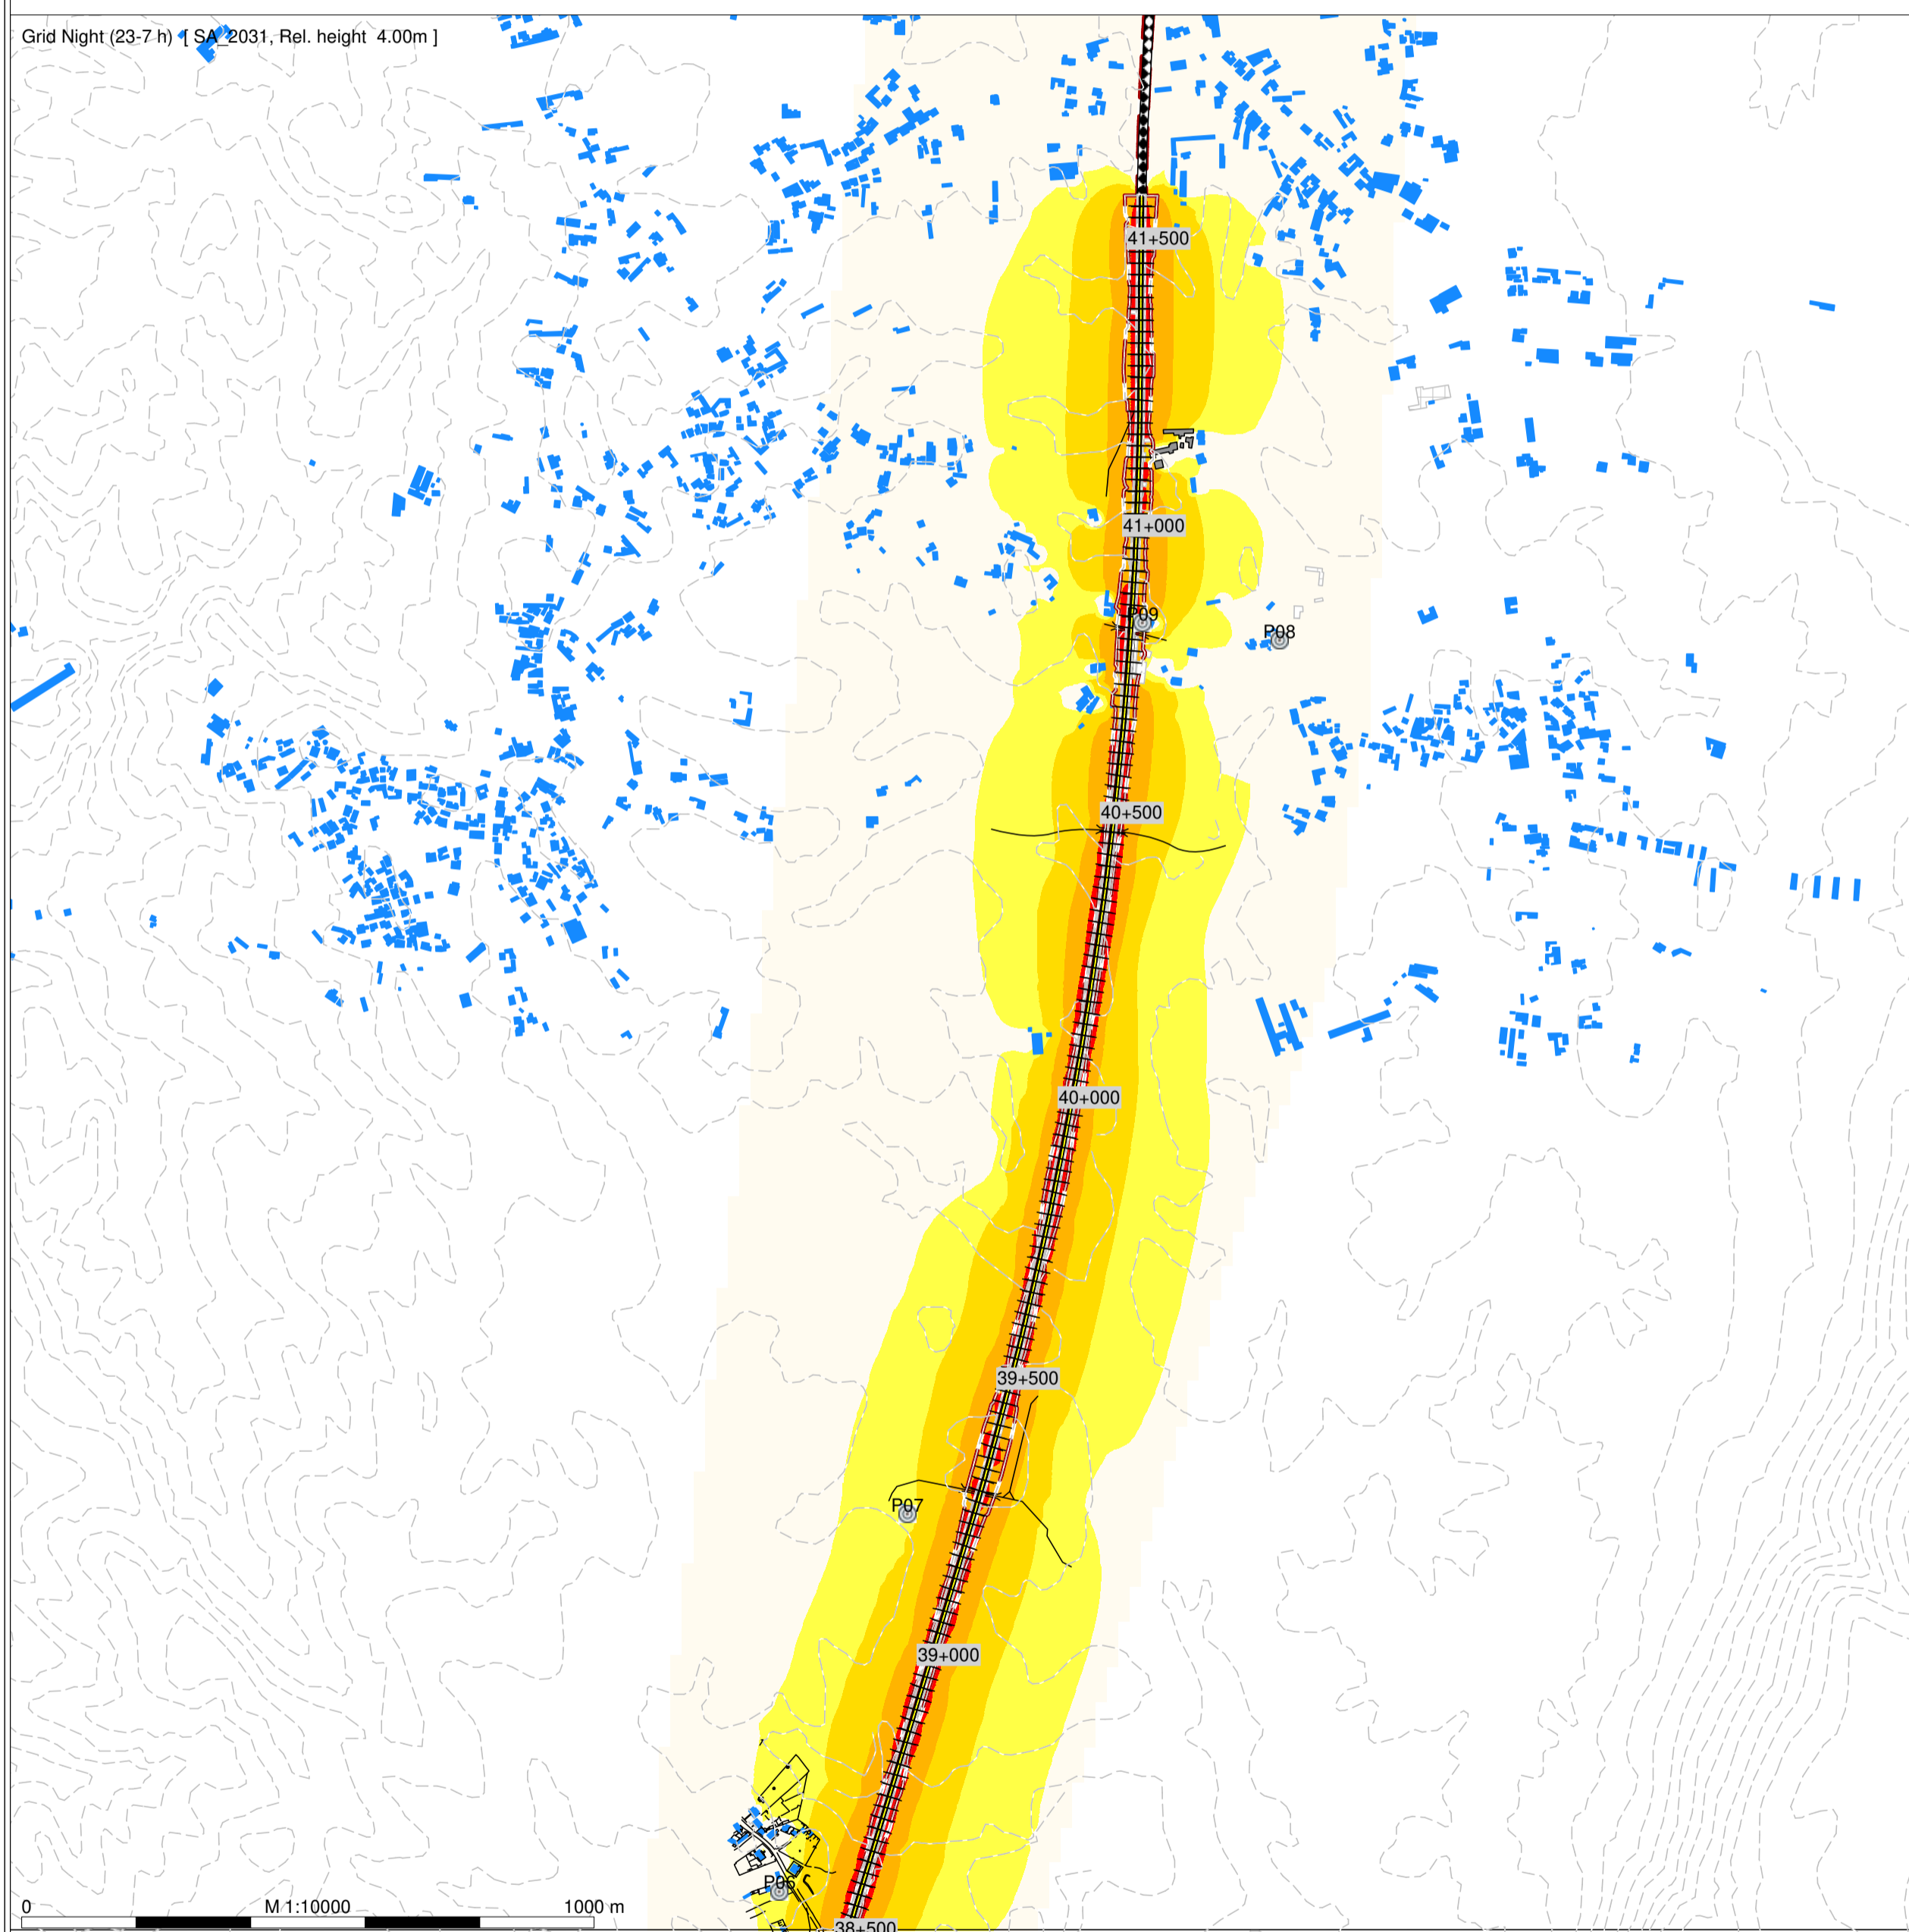 Grid Night (23-7 h) [ SA_2031, Rel. height 4.00m ]
41+500
41+000
P09
P08
40+500
40+000
39+500
P07
39+000
P06
0 M 1:10000 1000 m
38+500